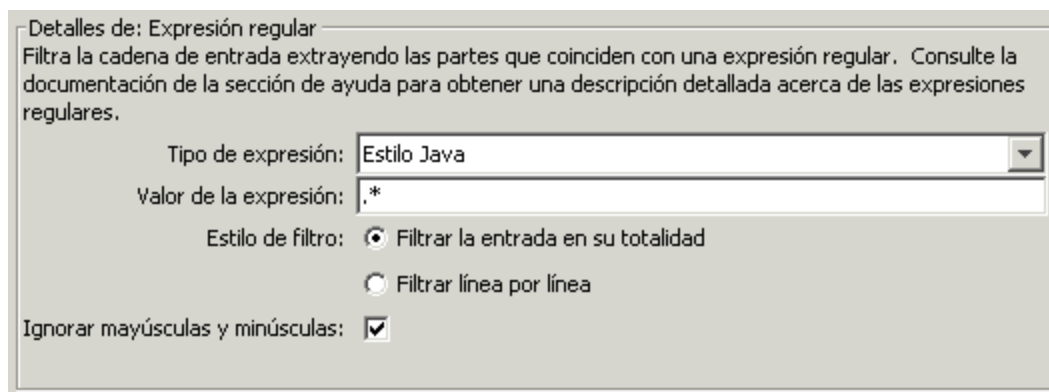 Detalles de: Expresión regular
Filtra la cadena de entrada extrayendo las partes que coinciden con una expresión regular.  Consulte la
documentación de la sección de ayuda para obtener una descripción detallada acerca de las expresiones
regulares.
Tipo de expresión: Estilo Java
Valor de la expresión: .*
Estilo de filtro: Filtrar la entrada en su totalidad
Filtrar línea por línea
Ignorar mayúsculas y minúsculas: